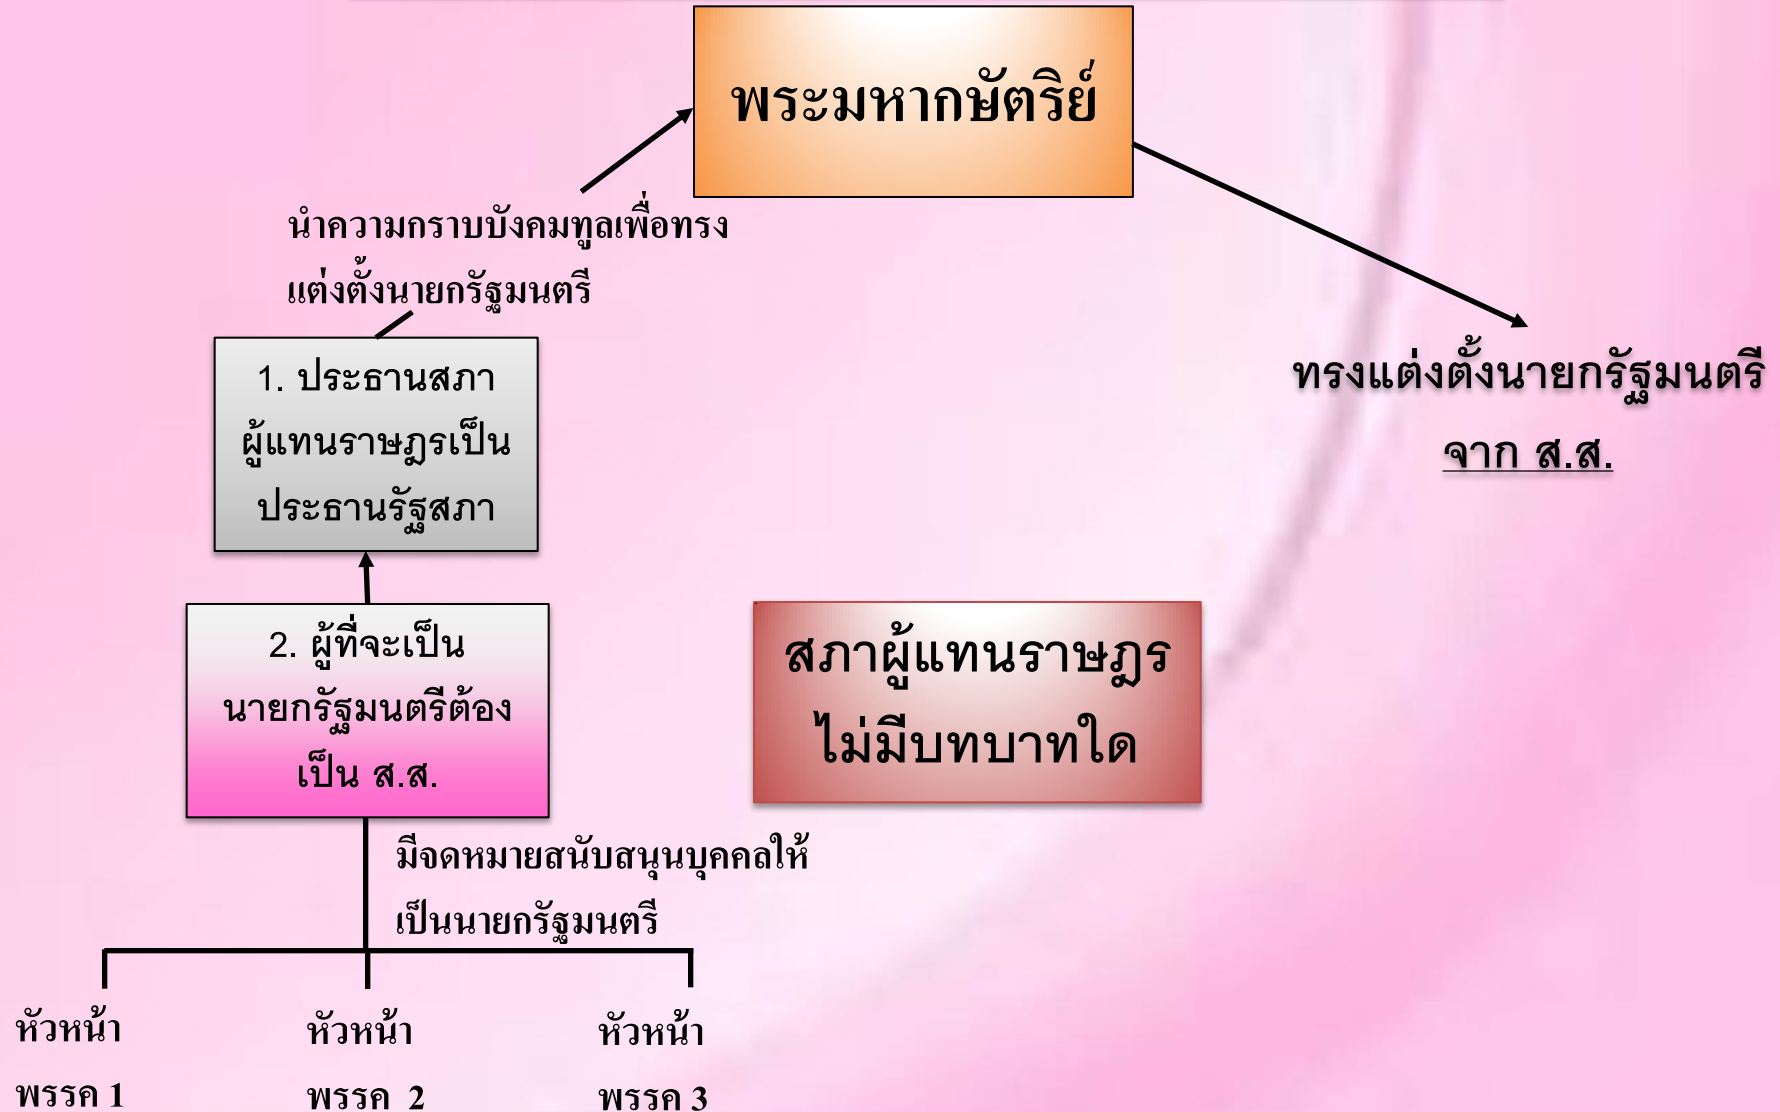 พระมหากษัตริย์
นำความกราบบังคมทูลเพื่อทรง
แต่งตั้งนายกรัฐมนตรี
1. ประธานสภา
ผู้แทนราษฎรเป็น
ประธานรัฐสภา
ทรงแต่งตั้งนายกรัฐมนตรี
จาก ส.ส.
2. ผู้ที่จะเป็น
นายกรัฐมนตรีต้อง
เป็น ส.ส.
สภาผู้แทนราษฎร
ไม่มีบทบาทใด
มีจดหมายสนับสนุนบุคคลให้
เป็นนายกรัฐมนตรี
หัวหน้า
พรรค 1
หัวหน้า
พรรค 2
หัวหน้า
พรรค 3